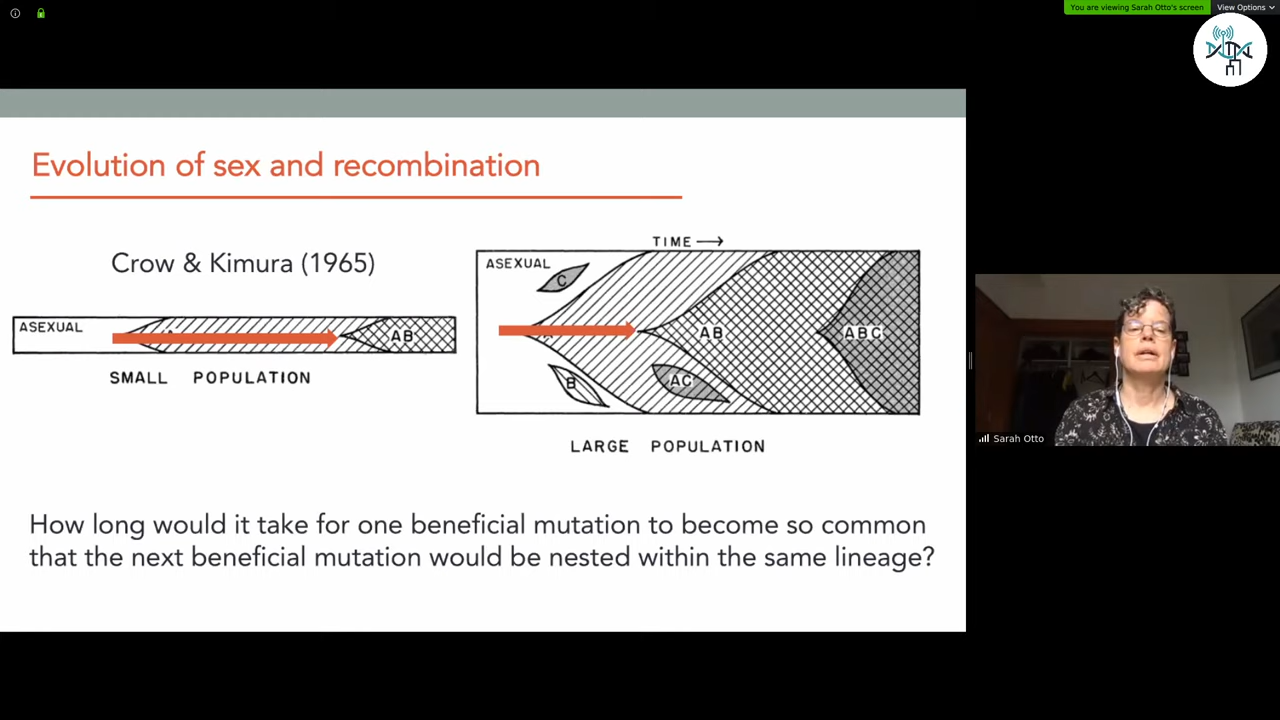 You are viewing Sarah Otto's screen
View Options
Evolution of sex and recombination
Crow & Kimura (1965)
ASEXUAL
AB
SMALL POPULATION
TIME
ASEXUAL
C
AB
ABC
B
AC
LARGE POPULATION
How long would it take for one beneficial mutation to become so common
that the next beneficial mutation would be nested within the same lineage?
Sarah Otto